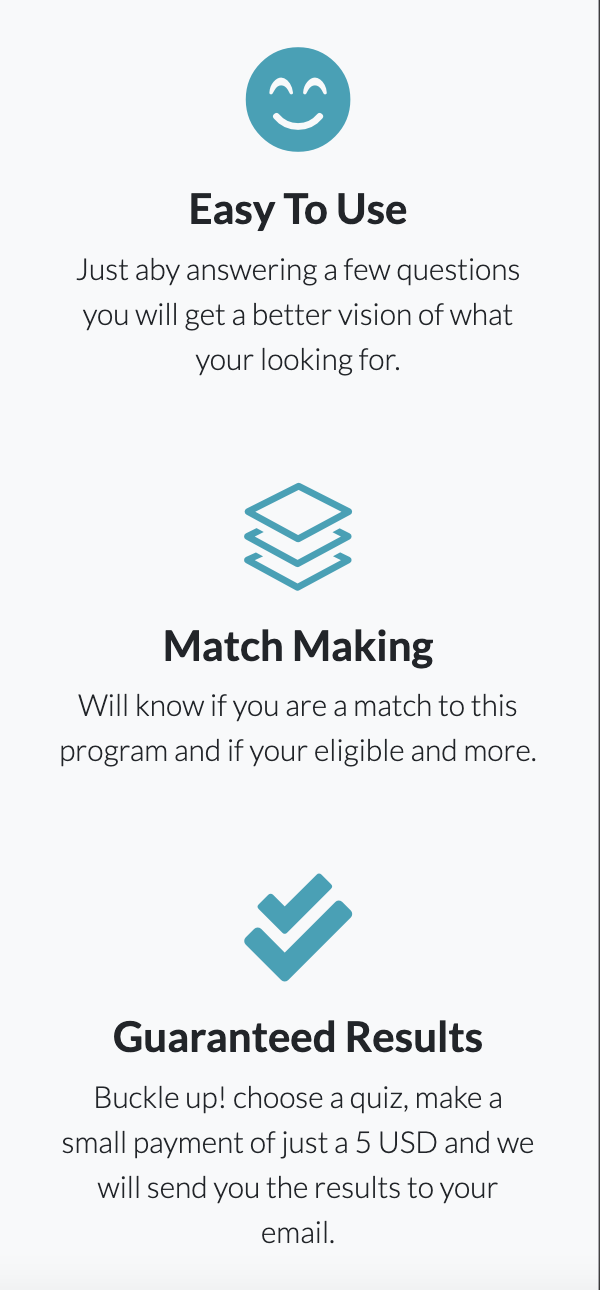 Easy To Use
Just aby answering a few questions
you will get a better vision of what
your looking for.
Match Making
Will know if you are a match to this
program and if your eligible and more.
Guaranteed Results
Buckle up! choose a quiz, make a
small payment of just a 5 USD and we
will send you the results to your
email.